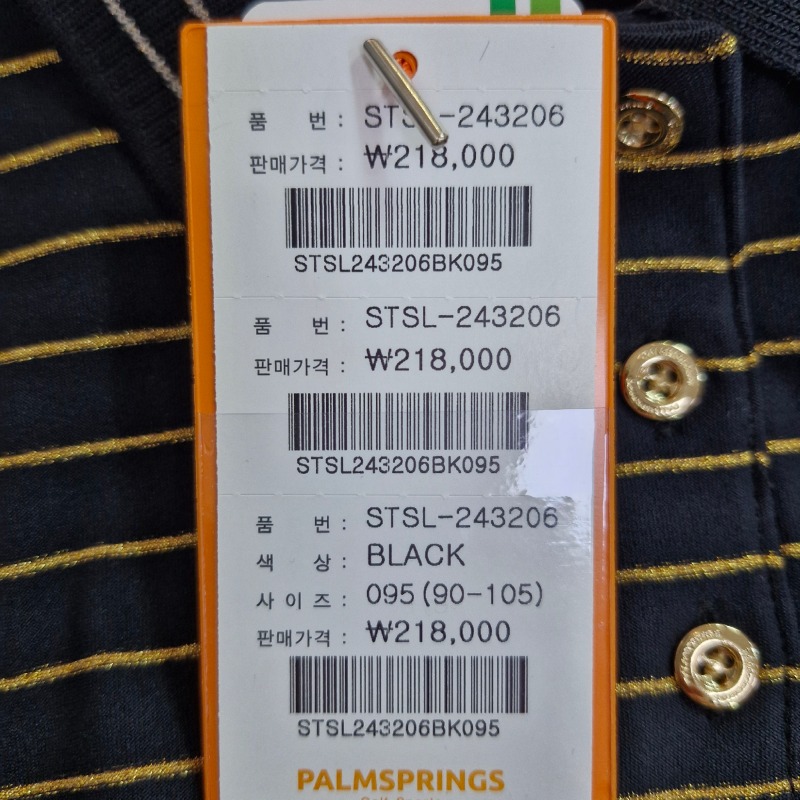 품 번 : STSL-243206
판매가격 : ₩218,000
STSL243206BK095
품 번 : STSL-243206
판매가격 : ₩218,000
STSL243206BK095
품 번 : STSL-243206
색 상 : BLACK
사 이 즈 : 095(90-105)
판매가격 : ₩218,000
STSL243206BK095
PALMSPRINGS